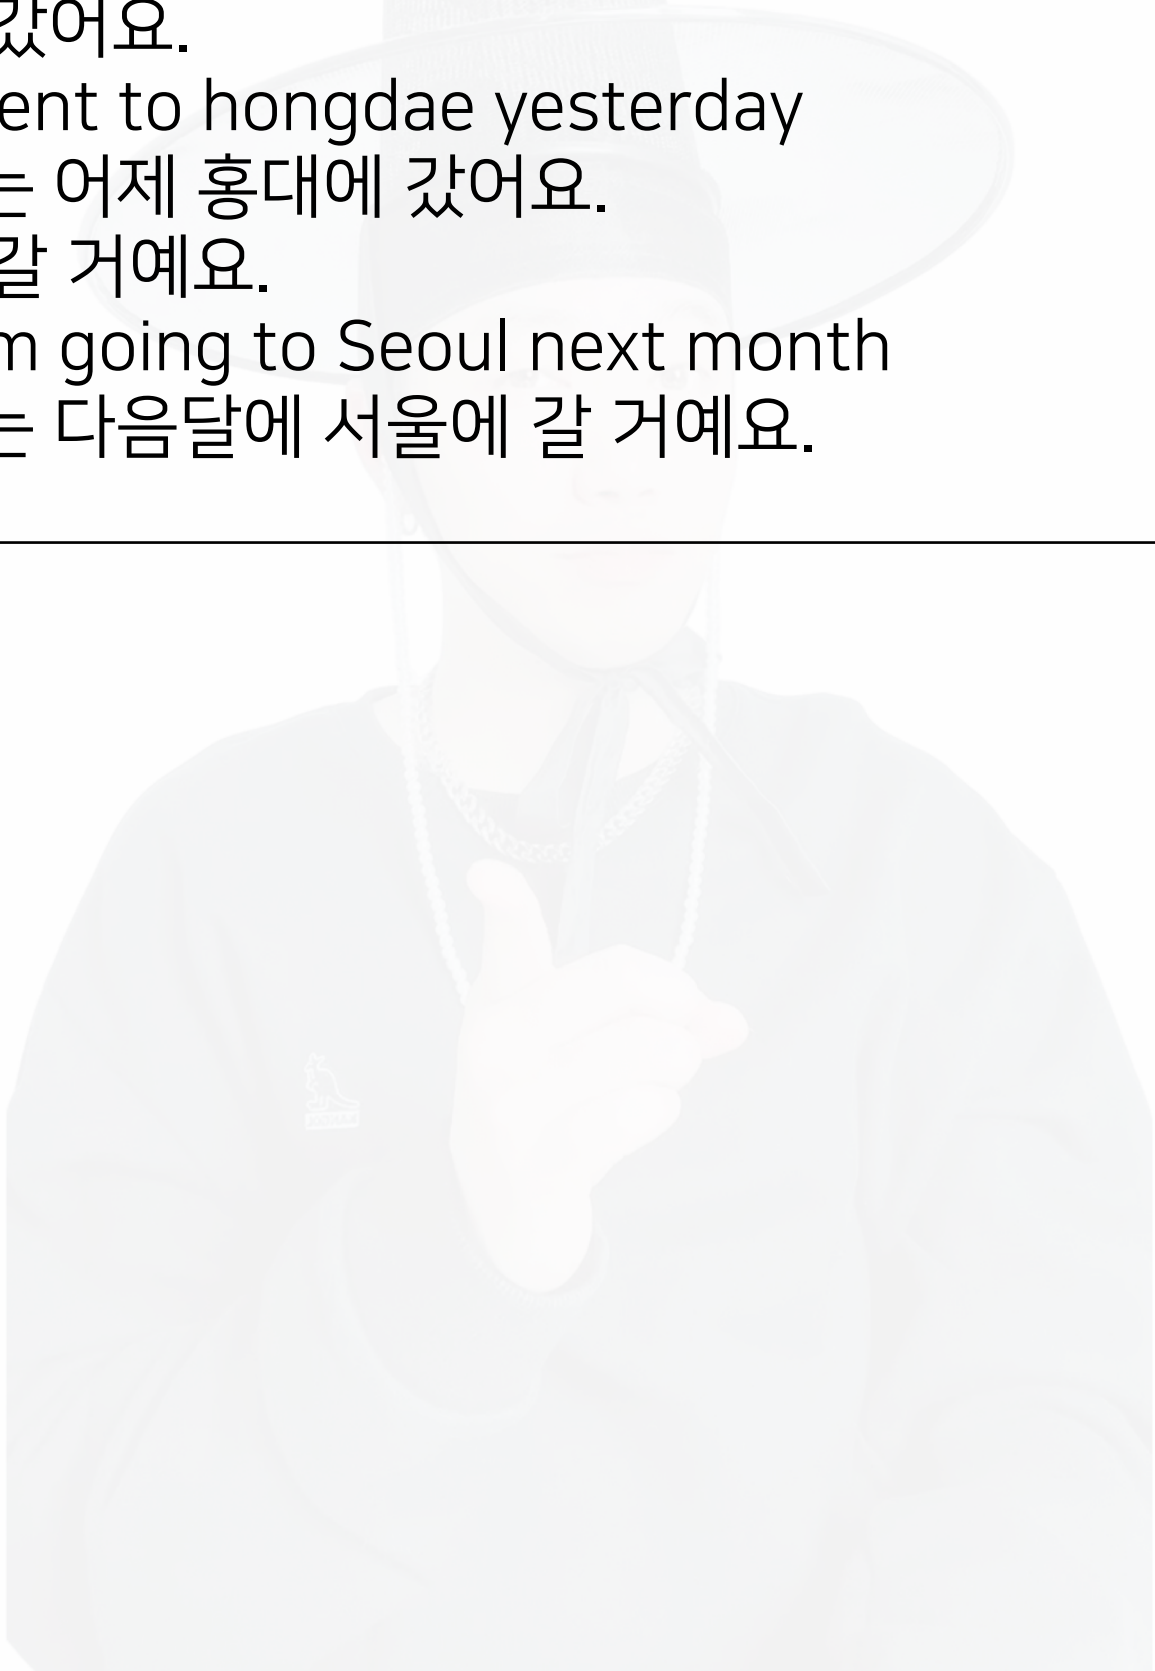 갔어요.
ent to hongdae yesterday
는 어제 홍대에 갔어요.
갈 거예요.
m going to Seoul next month
는 다음달에 서울에 갈 거예요.